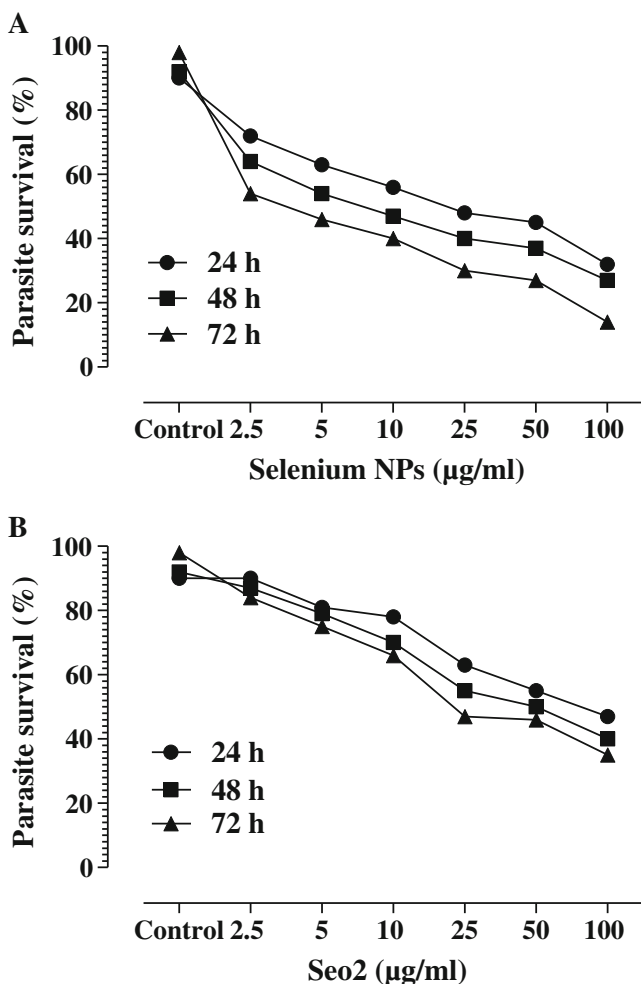 A
Parasite survival (%)
100
80
60
40
20
0
24 h
48 h
72 h
Control 2.5 5 10 25 50 100
Selenium NPs (µg/ml)
B
Parasite survival (%)
100
80
60
40
20
0
24 h
48 h
72 h
Control 2.5 5 10 25 50 100
Seo2 (µg/ml)